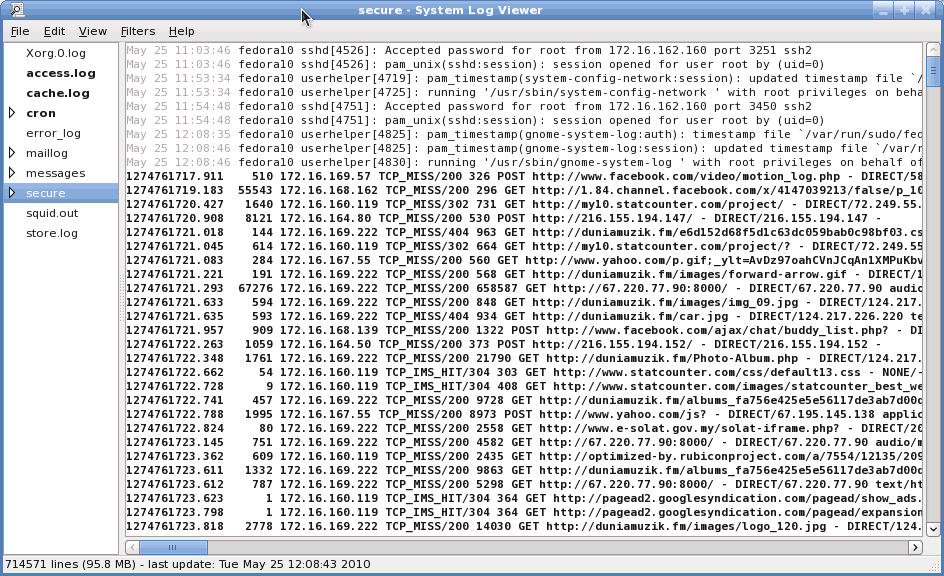 secure - System Log Viewer
File Edit View Filters Help
Xorg.0.log
access.log
cache.log
cron
error_log
maillog
messages
secure
squid.out
store.log
May 25 11:03:46 fedora10 sshd[4526]: Accepted password for root from 172.16.162.160 port 3251 ssh2
May 25 11:03:46 fedora10 sshd[4526]: pam_unix(sshd:session): session opened for user root by (uid=0)
May 25 11:53:34 fedora10 userhelper[4719]: pam_timestamp(system-config-network:session): updated timestamp file `/
May 25 11:53:34 fedora10 userhelper[4725]: running '/usr/sbin/system-config-network ' with root privileges on beha
May 25 11:54:48 fedora10 sshd[4751]: Accepted password for root from 172.16.162.160 port 3450 ssh2
May 25 11:54:48 fedora10 sshd[4751]: pam_unix(sshd:session): session opened for user root by (uid=0)
May 25 12:08:35 fedora10 userhelper[4825]: pam_timestamp(gnome-system-log:auth): timestamp file `/var/run/sudo/fed
May 25 12:08:46 fedora10 userhelper[4825]: pam_timestamp(gnome-system-log:session): updated timestamp file `/var/r
May 25 12:08:46 fedora10 userhelper[4830]: running '/usr/sbin/gnome-system-log ' with root privileges on behalf of
1274761717.911 510 172.16.169.57 TCP_MISS/200 326 POST http://www.facebook.com/video/motion_log.php - DIRECT/58
1274761719.183 55543 172.16.168.162 TCP_MISS/200 296 GET http://1.84.channel.facebook.com/x/4147039213/false/p_10
1274761720.427 1640 172.16.160.119 TCP_MISS/302 731 GET http://my10.statcounter.com/project/ - DIRECT/72.249.55.
1274761720.908 8121 172.16.164.80 TCP_MISS/200 530 POST http://216.155.194.147/ - DIRECT/216.155.194.147 -
1274761721.018 144 172.16.169.222 TCP_MISS/404 963 GET http://duniamuzik.fm/e6d152d68f5d1c63dc059bab0c98bf03.cs
1274761721.045 614 172.16.160.119 TCP_MISS/302 664 GET http://my10.statcounter.com/project/? - DIRECT/72.249.55
1274761721.083 284 172.16.167.55 TCP_MISS/200 560 GET http://www.yahoo.com/p.gif;_ylt=AvDz97oahCVnJCqAn1XMPuKbv
1274761721.221 191 172.16.169.222 TCP_MISS/200 568 GET http://duniamuzik.fm/images/forward-arrow.gif - DIRECT/1
1274761721.293 67276 172.16.169.222 TCP_MISS/200 658587 GET http://67.220.77.90:8000/ - DIRECT/67.220.77.90 audio
1274761721.633 594 172.16.169.222 TCP_MISS/200 848 GET http://duniamuzik.fm/images/img_09.jpg - DIRECT/124.217.
1274761721.635 593 172.16.169.222 TCP_MISS/404 934 GET http://duniamuzik.fm/car.jpg - DIRECT/124.217.226.220 te
1274761721.957 909 172.16.168.139 TCP_MISS/200 1322 POST http://www.facebook.com/ajax/chat/buddy_list.php? - DI
1274761722.263 1059 172.16.164.50 TCP_MISS/200 373 POST http://216.155.194.152/ - DIRECT/216.155.194.152 -
1274761722.348 1761 172.16.169.222 TCP_MISS/200 21790 GET http://duniamuzik.fm/Photo-Album.php - DIRECT/124.217.
1274761722.662 54 172.16.160.119 TCP_IMS_HIT/304 303 GET http://www.statcounter.com/css/default13.css - NONE/-
1274761722.728 9 172.16.160.119 TCP_IMS_HIT/304 408 GET http://www.statcounter.com/images/statcounter_best_we
1274761722.741 457 172.16.169.222 TCP_MISS/200 9728 GET http://duniamuzik.fm/albums_fa756e425e5e56117de3ab7d00d
1274761722.788 1995 172.16.167.55 TCP_MISS/200 8973 POST http://www.yahoo.com/js? - DIRECT/67.195.145.138 applic
1274761722.824 80 172.16.169.222 TCP_MISS/200 2558 GET http://www.e-solat.gov.my/solat-iframe.php? - DIRECT/20
1274761723.145 751 172.16.169.222 TCP_MISS/200 4582 GET http://67.220.77.90:8000/ - DIRECT/67.220.77.90 audio/m
1274761723.362 609 172.16.169.222 TCP_MISS/200 2435 GET http://optimized-by.rubiconproject.com/a/7554/12135/209
1274761723.611 1332 172.16.169.222 TCP_MISS/200 9863 GET http://duniamuzik.fm/albums_fa756e425e5e56117de3ab7d00d
1274761723.612 787 172.16.169.222 TCP_MISS/200 5298 GET http://67.220.77.90:8000/ - DIRECT/67.220.77.90 text/ht
1274761723.623 1 172.16.160.119 TCP_IMS_HIT/304 364 GET http://pagead2.googlesyndication.com/pagead/show_ads.
1274761723.798 1 172.16.160.119 TCP_IMS_HIT/304 364 GET http://pagead2.googlesyndication.com/pagead/expansion
1274761723.818 2778 172.16.169.222 TCP_MISS/200 14030 GET http://duniamuzik.fm/images/logo_120.jpg - DIRECT/124.
714571 lines (95.8 MB) - last update: Tue May 25 12:08:43 2010